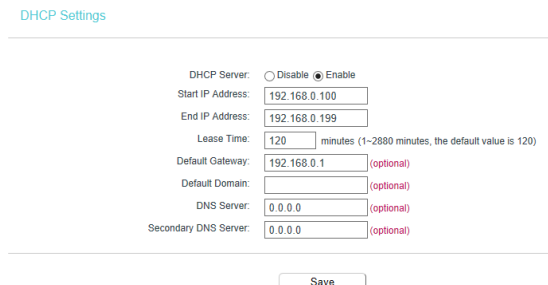 DHCP Settings
DHCP Server: Disable Enable
Start IP Address: 192.168.0.100
End IP Address: 192.168.0.199
Lease Time: 120 minutes (1~2880 minutes, the default value is 120)
Default Gateway: 192.168.0.1 (optional)
Default Domain: (optional)
DNS Server: 0.0.0.0 (optional)
Secondary DNS Server: 0.0.0.0 (optional)
Save